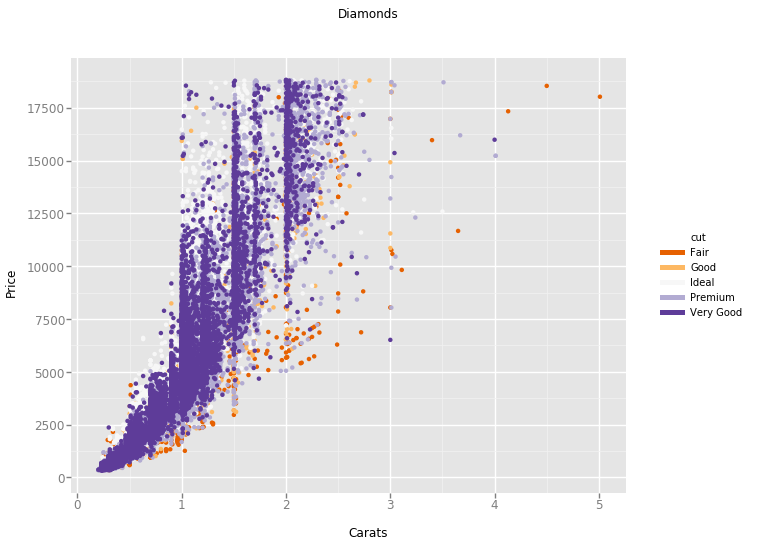 Diamonds
17500
15000
12500
10000
7500
5000
2500
0
0 1 2 3 4 5
Price
Carats
cut
Fair
Good
Ideal
Premium
Very Good